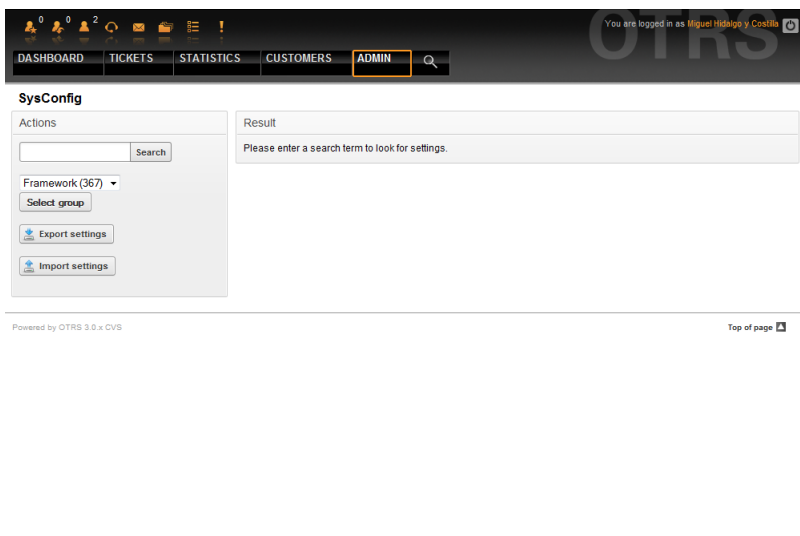 0 0 2 !
You are logged in as Miguel Hidalgo y Costilla
OTRS
DASHBOARD TICKETS STATISTICS CUSTOMERS ADMIN
SysConfig
Actions
Search
Framework (367)
Select group
Export settings
Import settings
Result
Please enter a search term to look for settings.
Powered by OTRS 3.0.x CVS
Top of page